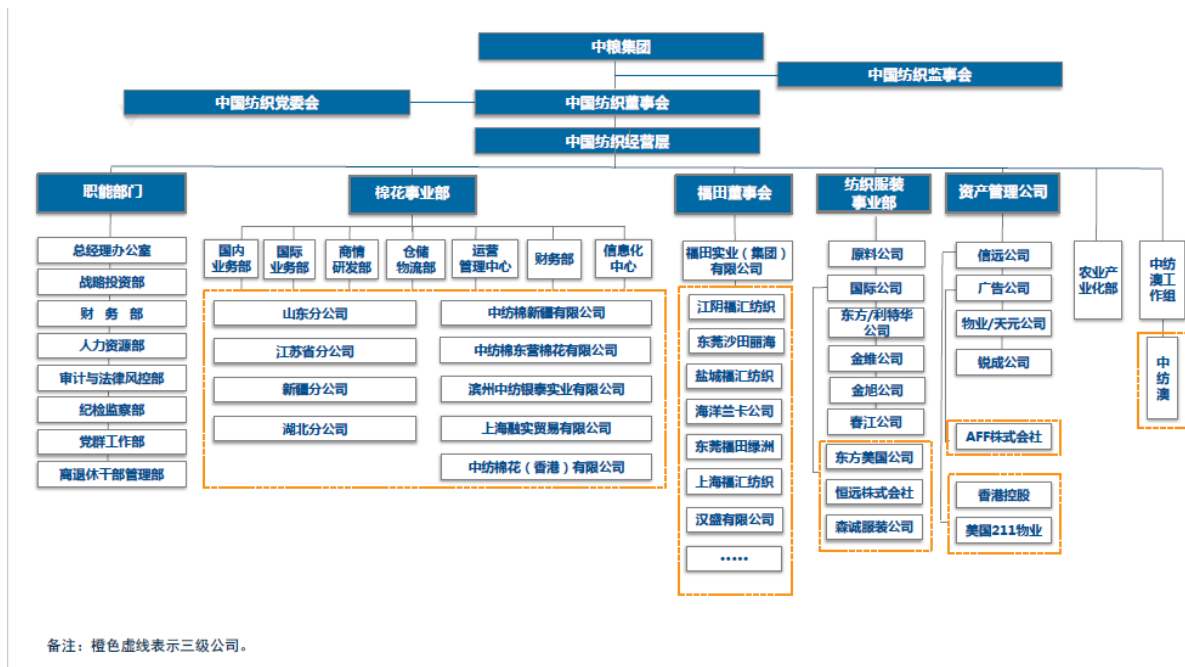 中粮集团
中国纺织监事会
中国纺织党委会
中国纺织董事会
中国纺织经营层
职能部门
棉花事业部
福田董事会
纺织服装
事业部
资产管理公司
总经理办公室
战略投资部
财 务 部
人力资源部
审计与法律风控部
纪检监察部
党群工作部
离退休干部管理部
国内
业务部
国际
业务部
商情
研发部
仓储
物流部
运营
管理中心
财务部
信息化
中心
山东分公司
江苏省分公司
新疆分公司
湖北分公司
中纺棉新疆有限公司
中纺棉东营棉花有限公司
滨州中纺银泰实业有限公司
上海融实贸易有限公司
中纺棉花（香港）有限公司
福田实业（集团）
有限公司
江阴福汇纺织
东莞沙田丽海
盐城福汇纺织
海洋兰卡公司
东莞福田绿洲
上海福汇纺织
汉盛有限公司
•••••
原料公司
国际公司
东方/利特华
公司
金维公司
金旭公司
春江公司
东方美国公司
恒远株式会社
森诚服装公司
信远公司
广告公司
物业/天元公司
锐成公司
AFF株式会社
香港控股
美国211物业
农业产
业化部
中纺
澳工
作组
中纺澳
备注：橙色虚线表示三级公司。